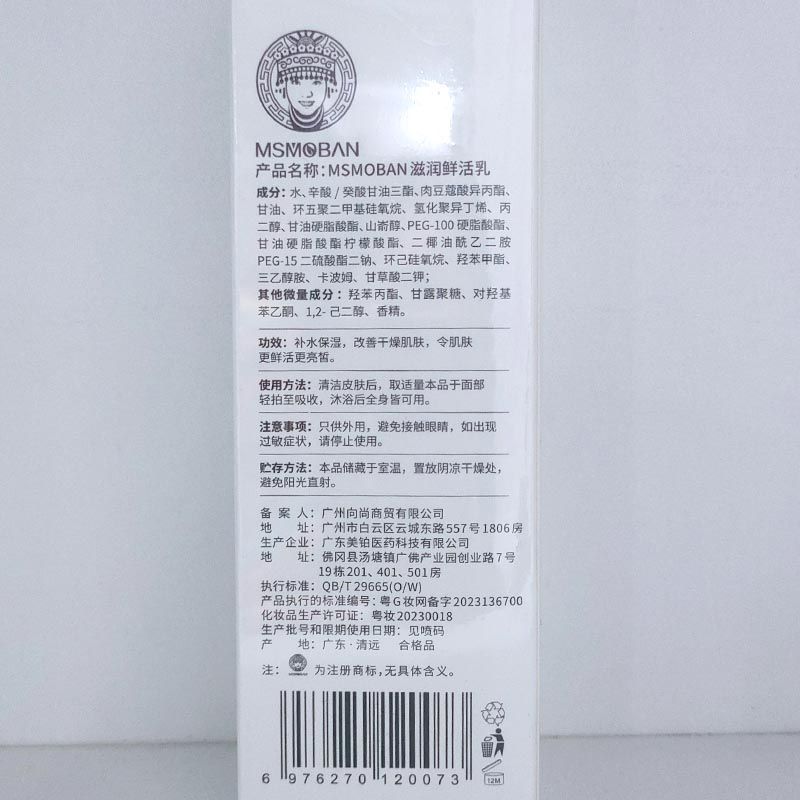 MSMOBAN
产品名称：MSMOBAN 滋润鲜活乳
成分：水、辛酸 / 癸酸甘油三酯、肉豆蔻酸异丙酯、
甘油、环五聚二甲基硅氧烷、氢化聚异丁烯、丙
二醇、甘油硬脂酸酯、山嵛醇、PEG-100 硬脂酸酯、
甘油硬脂酸酯柠檬酸酯、二椰油酰乙二胺
PEG-15 二硫酸酯二钠、环己硅氧烷、羟苯甲酯、
三乙醇胺、卡波姆、甘草酸二钾；
其他微量成分：羟苯丙酯、甘露聚糖、对羟基
苯乙酮、1,2- 己二醇、香精。
功效：补水保湿，改善干燥肌肤，令肌肤
更鲜活更亮皙。
使用方法：清洁皮肤后，取适量本品于面部
轻拍至吸收，沐浴后全身皆可用。
注意事项：只供外用，避免接触眼睛，如出现
过敏症状，请停止使用。
贮存方法：本品储藏于室温，置放阴凉干燥处，
避免阳光直射。
备 案 人：广州向尚商贸有限公司
地 址：广州市白云区云城东路557号1806房
生产企业：广东美铂医药科技有限公司
地 址：佛冈县汤塘镇广佛产业园创业路7号
19栋201、401、501房
执行标准：QB/T 29665(O/W)
产品执行的标准编号：粤G妆网备字2023136700
化妆品生产许可证：粤妆20230018
生产批号和限期使用日期：见喷码
产 地：广东·清远 合格品
注： MSMOBAN 为注册商标，无具体含义。
6 976270 120073
12M